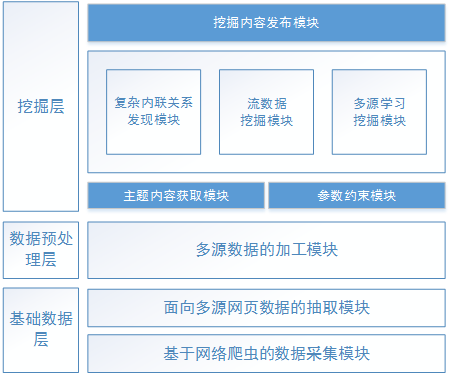 挖掘内容发布模块
挖掘层
复杂内联关系
发现模块
流数据
挖掘模块
多源学习
挖掘模块
主题内容获取模块
参数约束模块
数据预处
理层
多源数据的加工模块
基础数据
层
面向多源网页数据的抽取模块
基于网络爬虫的数据采集模块